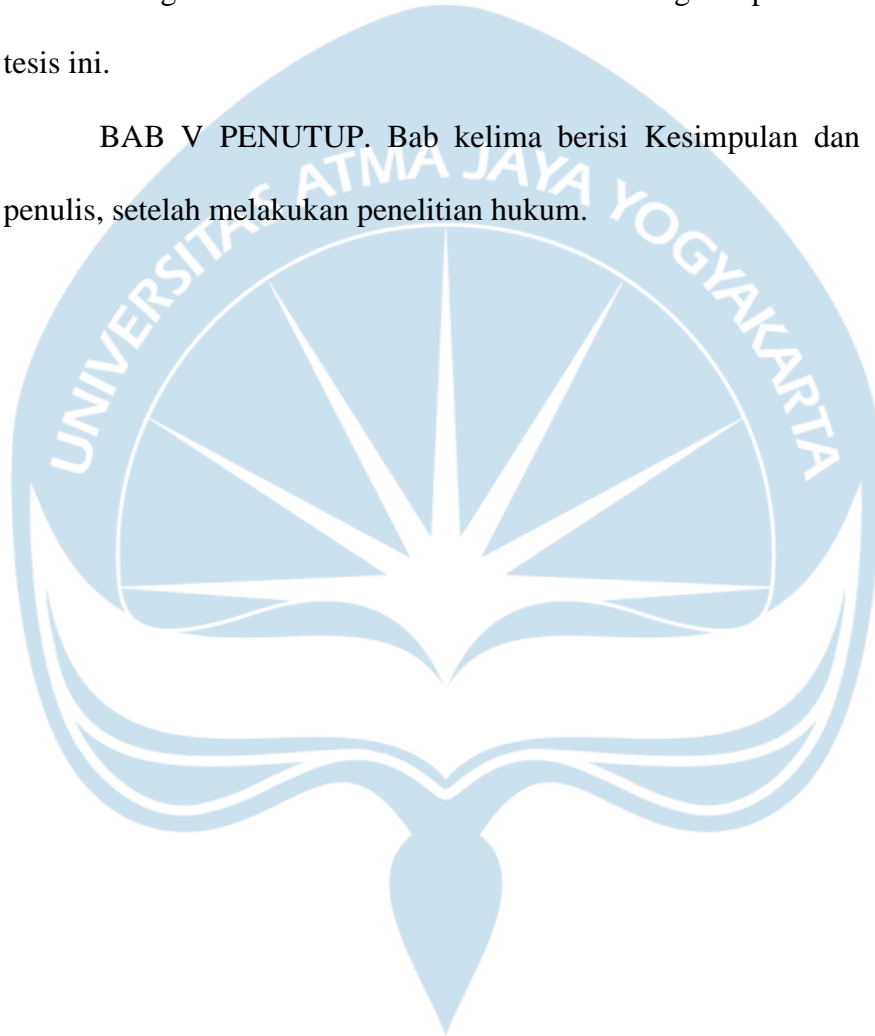 tesis ini.
BAB V PENUTUP. Bab kelima berisi Kesimpulan dan
penulis, setelah melakukan penelitian hukum.
UNIVERSITAS ATMA JAYA YOGYAKARTA